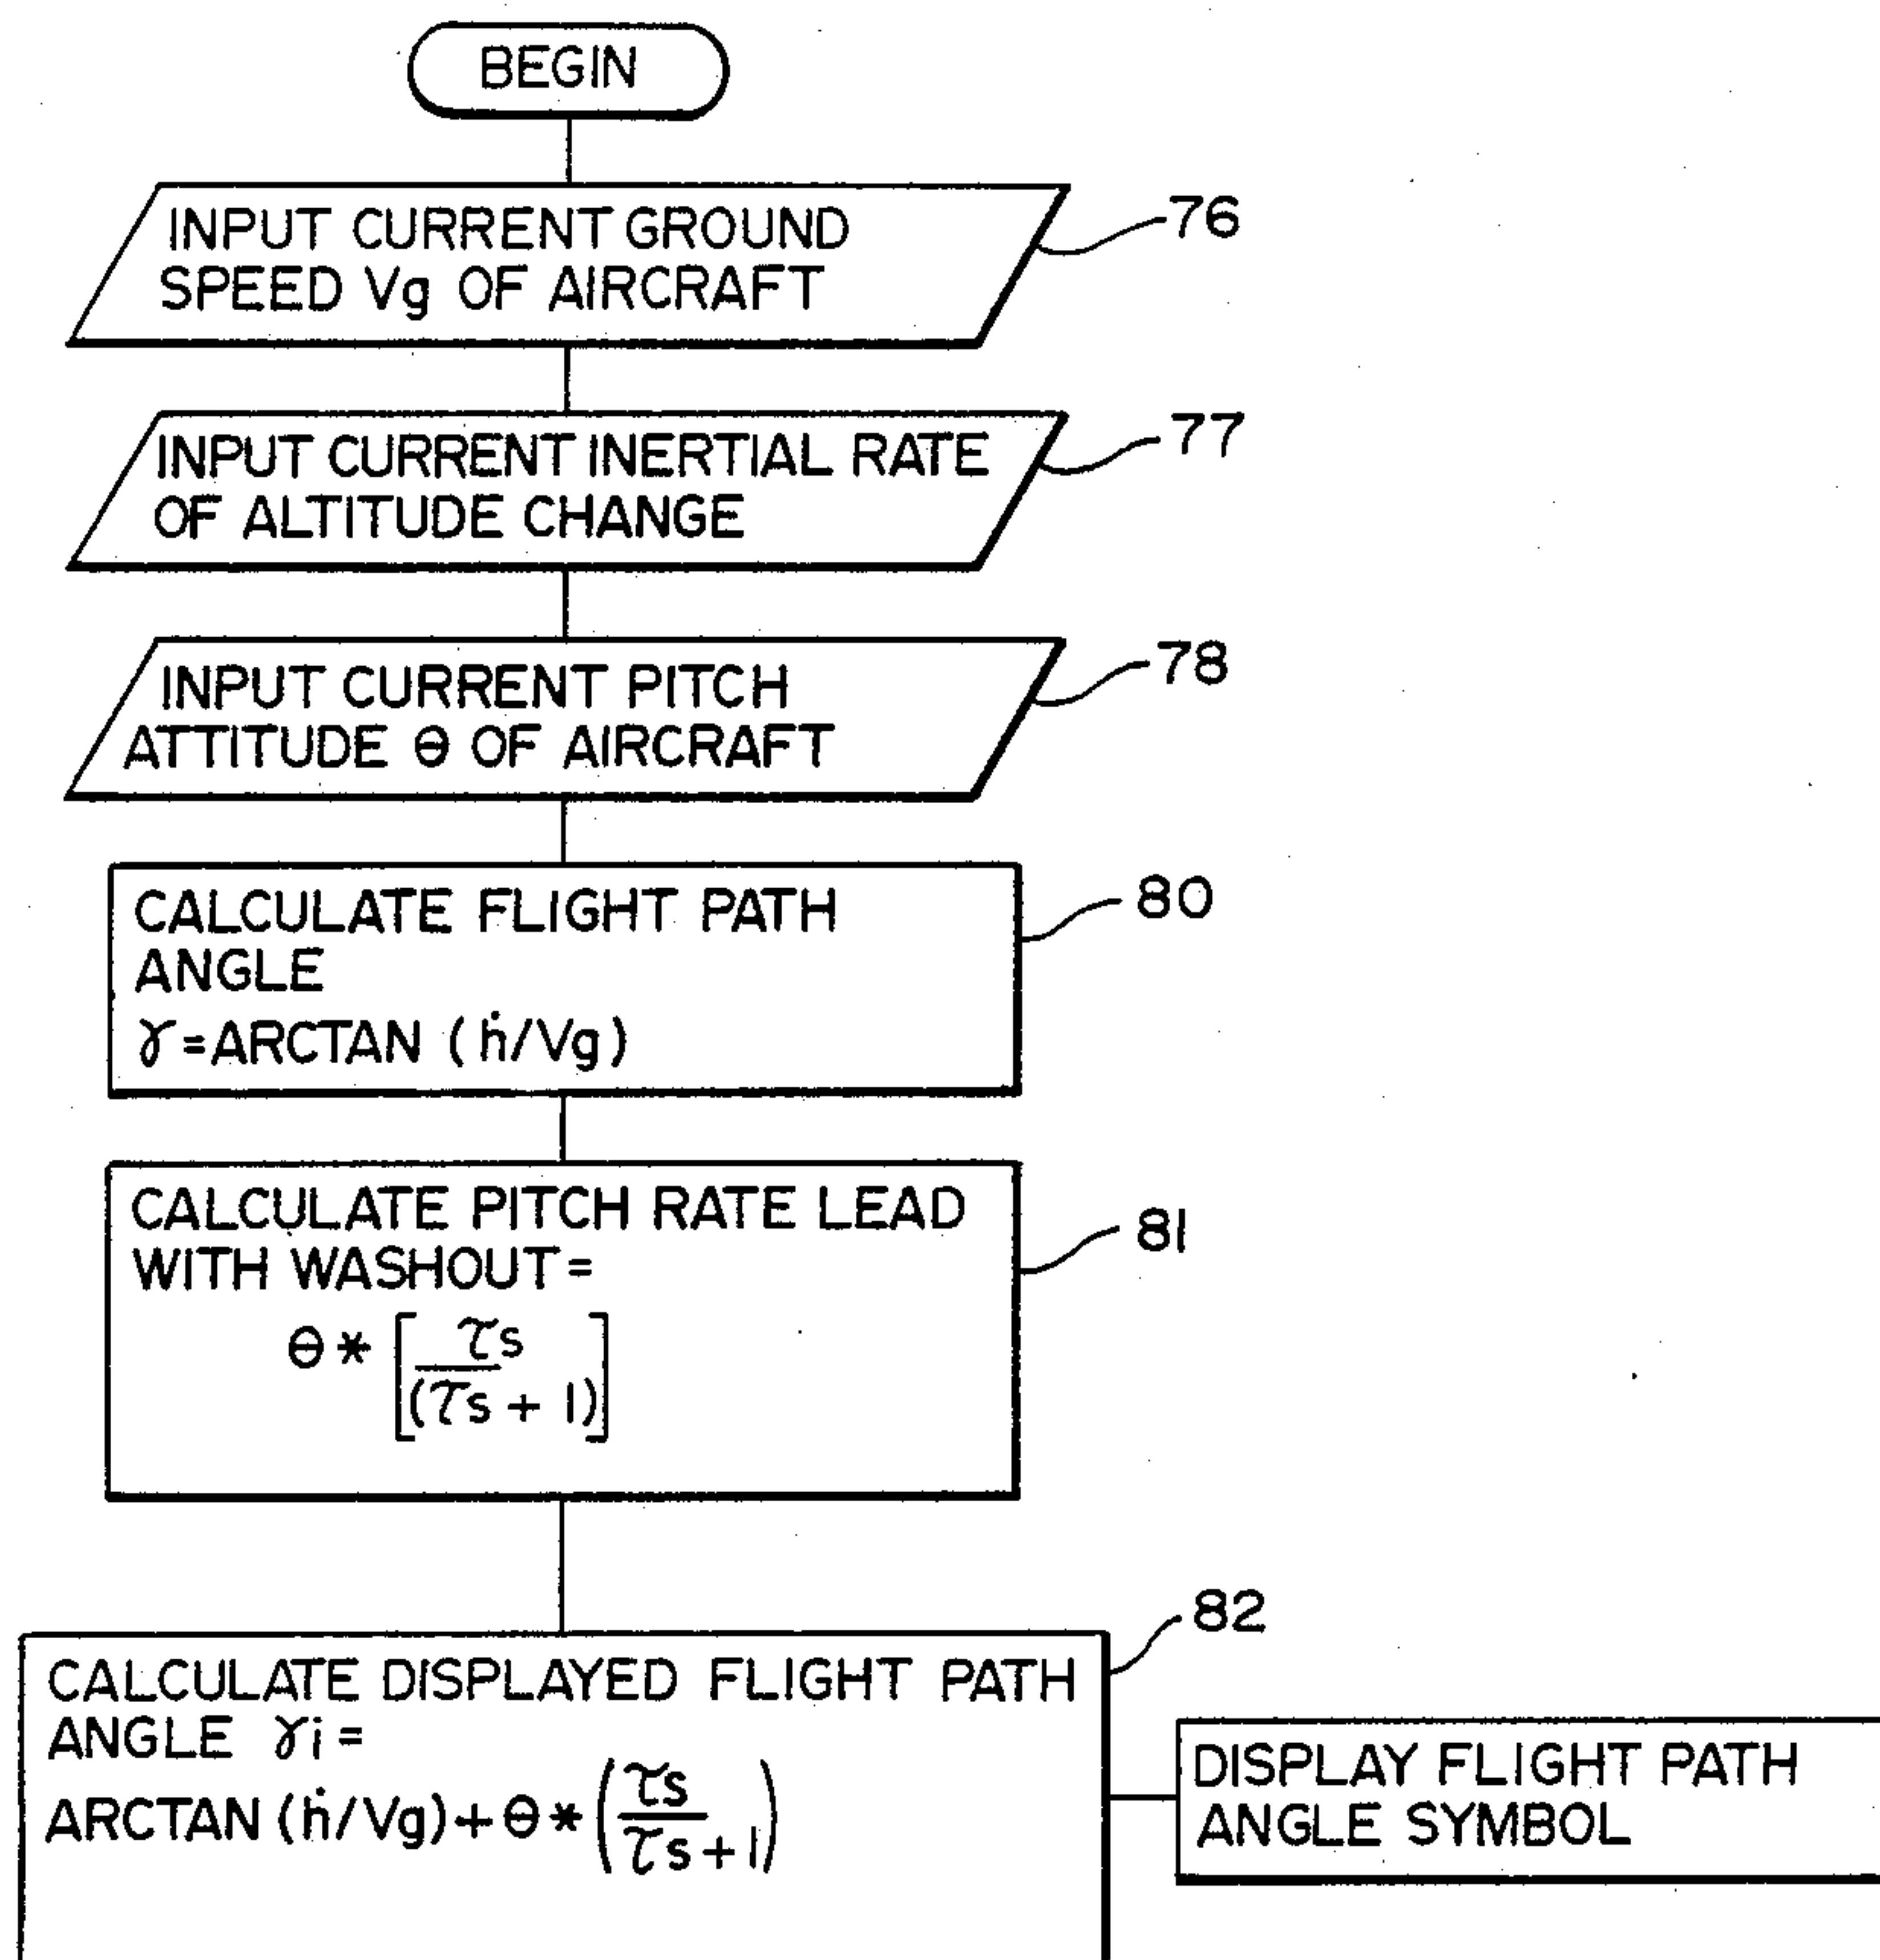 BEGIN
INPUT CURRENT GROUND
SPEED Vg OF AIRCRAFT
76
INPUT CURRENT INERTIAL RATE
OF ALTITUDE CHANGE
77
INPUT CURRENT PITCH
ATTITUDE θ OF AIRCRAFT
78
CALCULATE FLIGHT PATH
ANGLE
γ=ARCTAN (ḣ/Vg)
80
CALCULATE PITCH RATE LEAD
WITH WASHOUT=
θ* [τs/(τs + 1)]
81
82
CALCULATE DISPLAYED FLIGHT PATH
ANGLE γi=
ARCTAN (ḣ/Vg)+θ*(τs/τs+1)
DISPLAY FLIGHT PATH
ANGLE SYMBOL